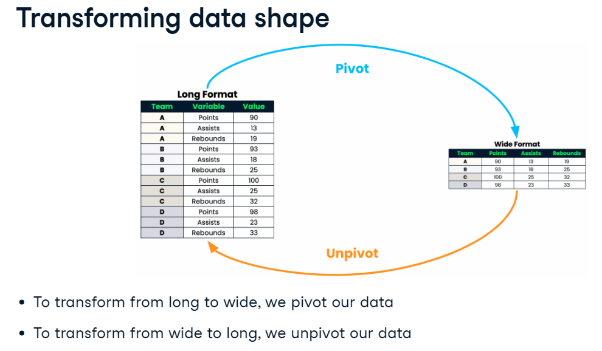 Transforming data shape
Pivot
Long Format
Team Variable Value
A Points 90
A Assists 13
A Rebounds 19
B Points 93
B Assists 18
B Rebounds 25
C Points 100
C Assists 25
C Rebounds 32
D Points 98
D Assists 23
D Rebounds 33
Wide Format
Team Points Assists Rebounds
A 90 13 19
B 93 18 25
C 100 25 32
D 98 23 33
Unpivot
• To transform from long to wide, we pivot our data
• To transform from wide to long, we unpivot our data